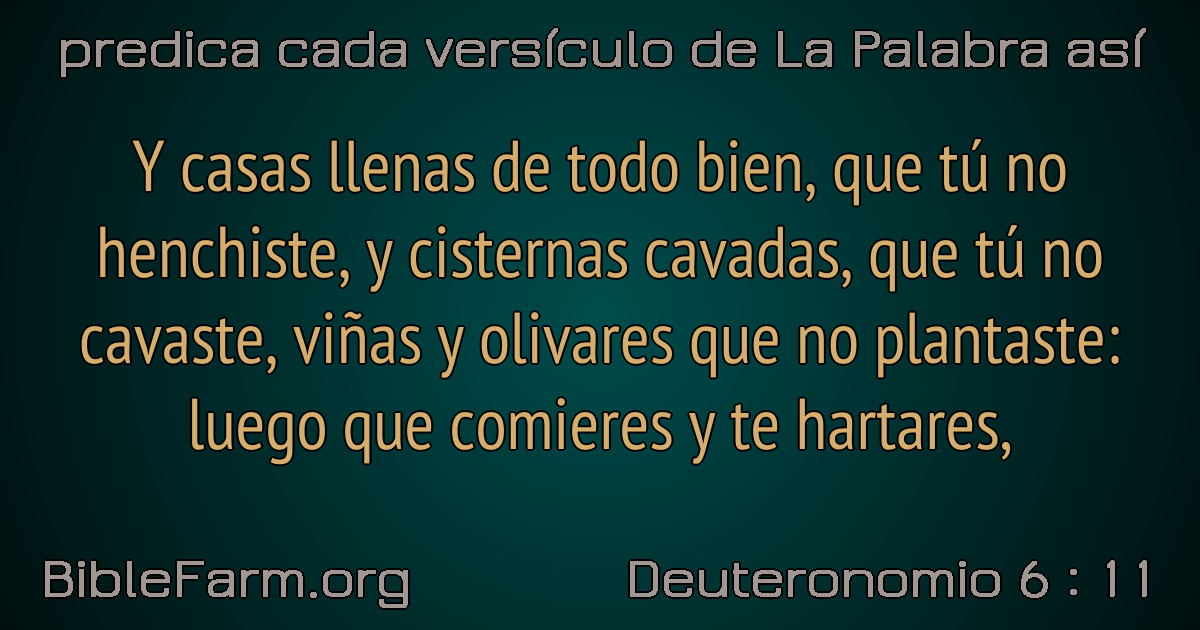 predica cada versículo de La Palabra así
Y casas llenas de todo bien, que tú no
henchiste, y cisternas cavadas, que tú no
cavaste, viñas y olivares que no plantaste:
luego que comieres y te hartares,
BibleFarm.org
Deuteronomio 6 : 11